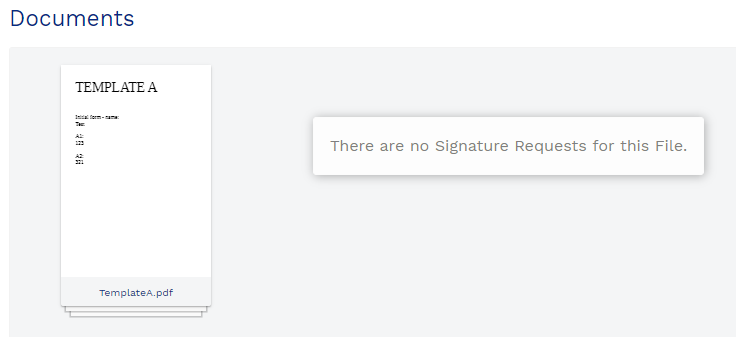 Documents
TEMPLATE A
Initial form - name:
Test
A1:
123
A2:
321
TemplateA.pdf
There are no Signature Requests for this File.